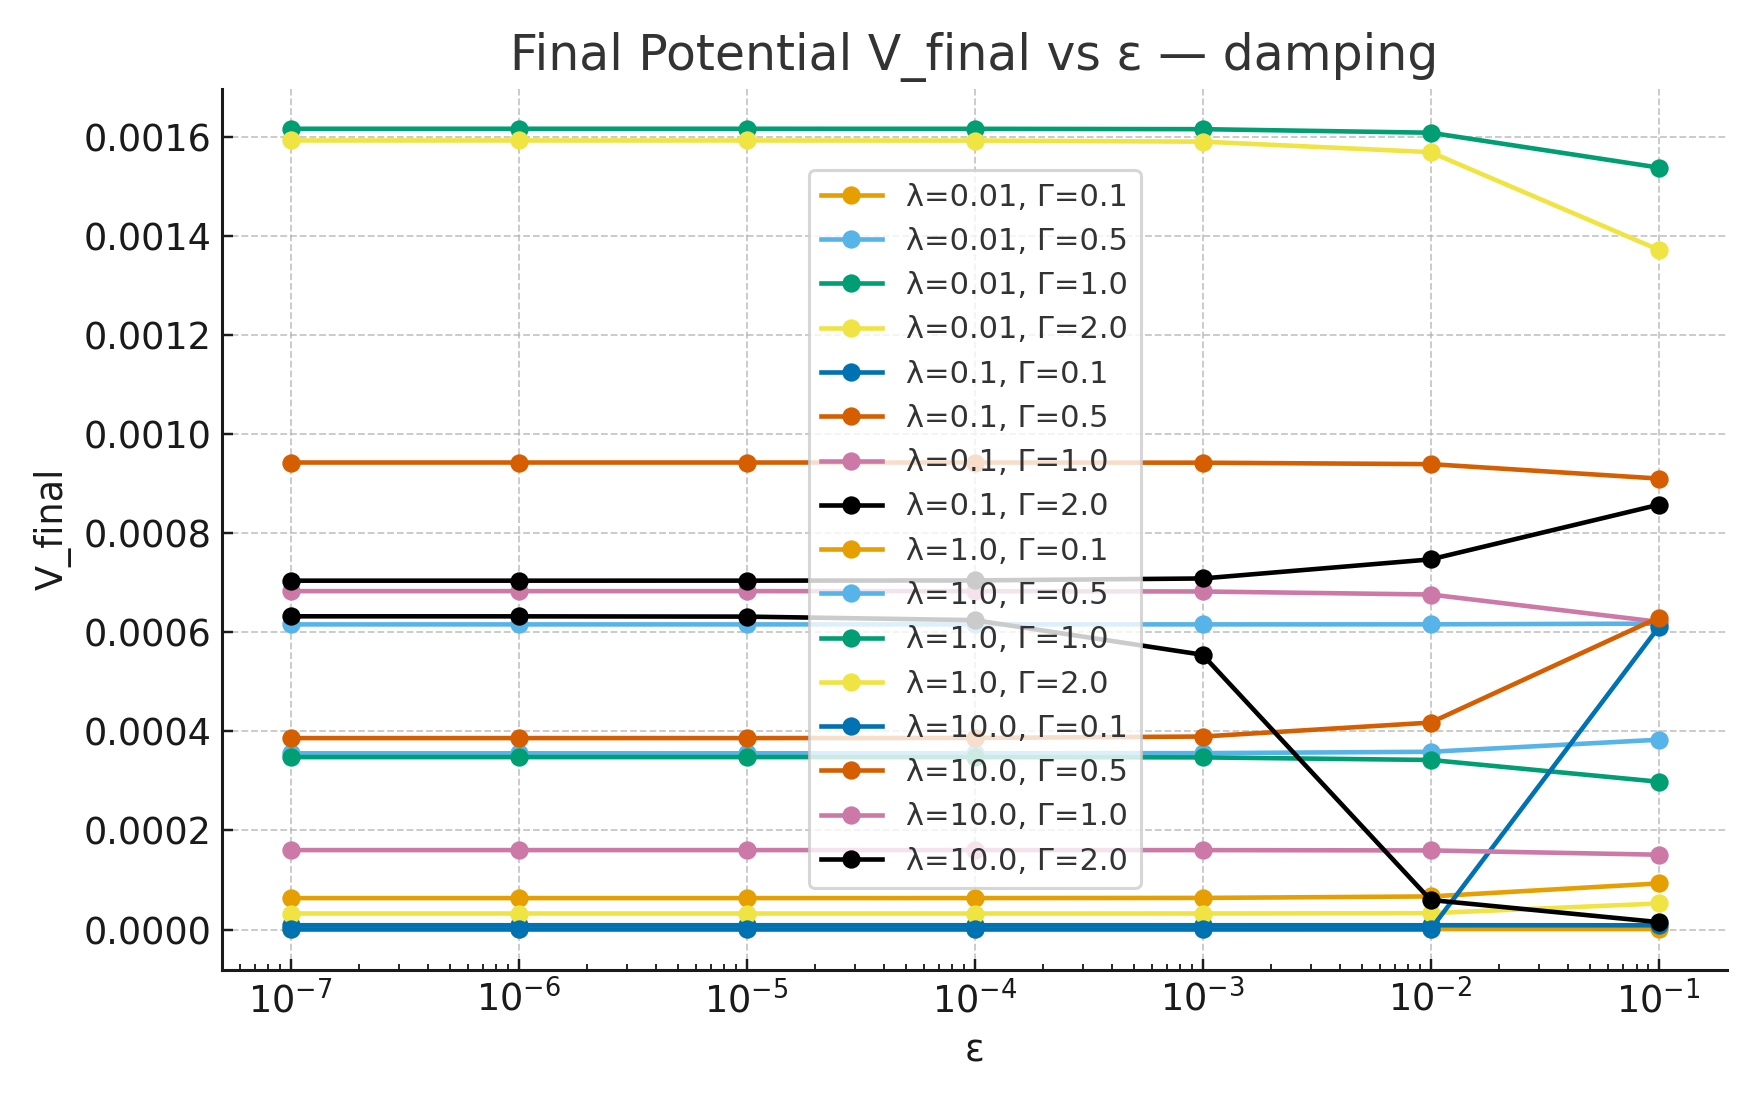 Final Potential V_final vs ε — damping
0.0016
0.0014
0.0012
0.0010
0.0008
0.0006
0.0004
0.0002
0.0000
V_final
λ=0.01, Γ=0.1
λ=0.01, Γ=0.5
λ=0.01, Γ=1.0
λ=0.01, Γ=2.0
λ=0.1, Γ=0.1
λ=0.1, Γ=0.5
λ=0.1, Γ=1.0
λ=0.1, Γ=2.0
λ=1.0, Γ=0.1
λ=1.0, Γ=0.5
λ=1.0, Γ=1.0
λ=1.0, Γ=2.0
λ=10.0, Γ=0.1
λ=10.0, Γ=0.5
λ=10.0, Γ=1.0
λ=10.0, Γ=2.0
10⁻⁷ 10⁻⁶ 10⁻⁵ 10⁻⁴ 10⁻³ 10⁻² 10⁻¹
ε